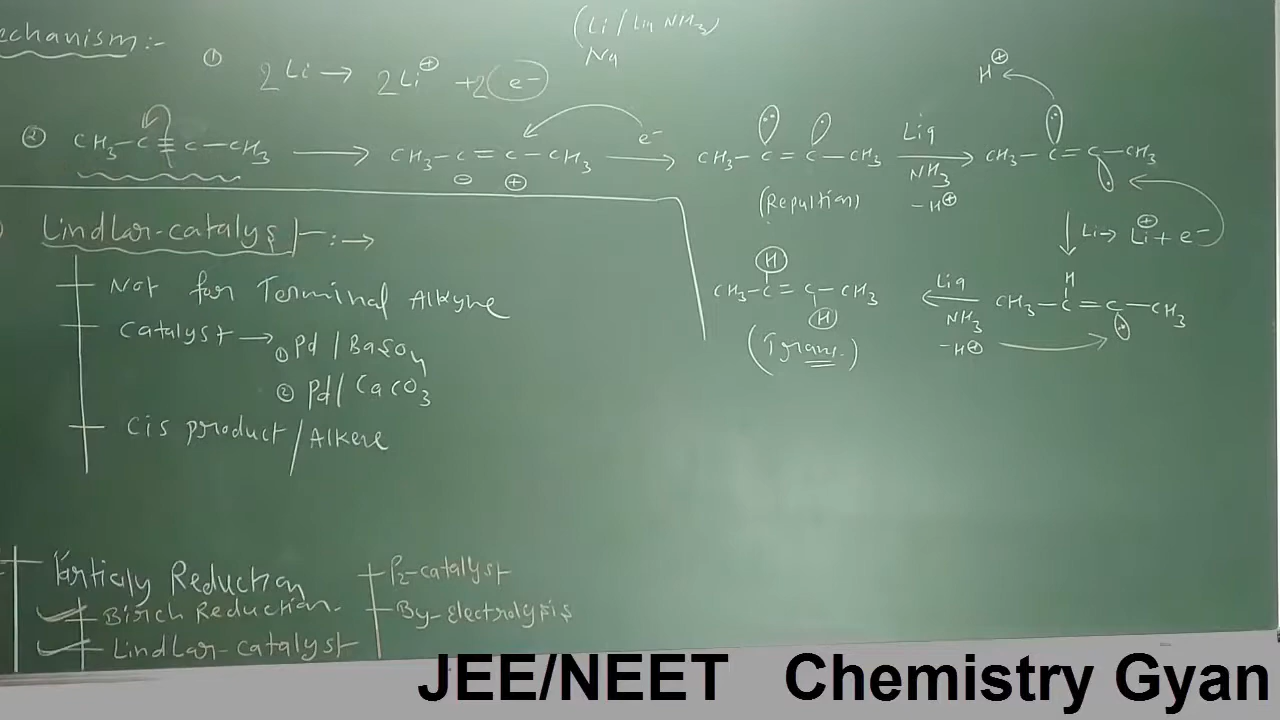 echanism:-
(Li/Liq NH3)
Na
① 2Li → 2Li⊕ + 2e-
② CH3-C≡C-CH3 → CH3-C=C-CH3 → CH3-C=C-CH3 Liq NH3 -H⊕ → CH3-C=C-CH3
⊖ ⊕ e-
H⊕
(Repultion)
Li → Li⊕ + e-
H
CH3-C=C-CH3 Liq NH3 -H⊕
H
CH3-C=C-CH3
H
(Trans.)
Lindlar-catalyst :- →
Not for Terminal Alkyne
Catalyst → ① Pd/BaSO4
② Pd/CaCO3
Cis product/Alkene
Partialy Reduction
Birch Reduction.
Lindlar-catalyst
P2-catalyst
By-Electrolysis
JEE/NEET Chemistry Gyan